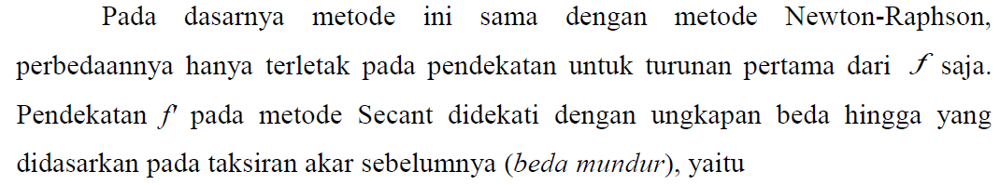 Pada dasarnya metode ini sama dengan metode Newton-Raphson,
perbedaannya hanya terletak pada pendekatan untuk turunan pertama dari f saja.
Pendekatan f' pada metode Secant didekati dengan ungkapan beda hingga yang
didasarkan pada taksiran akar sebelumnya (beda mundur), yaitu